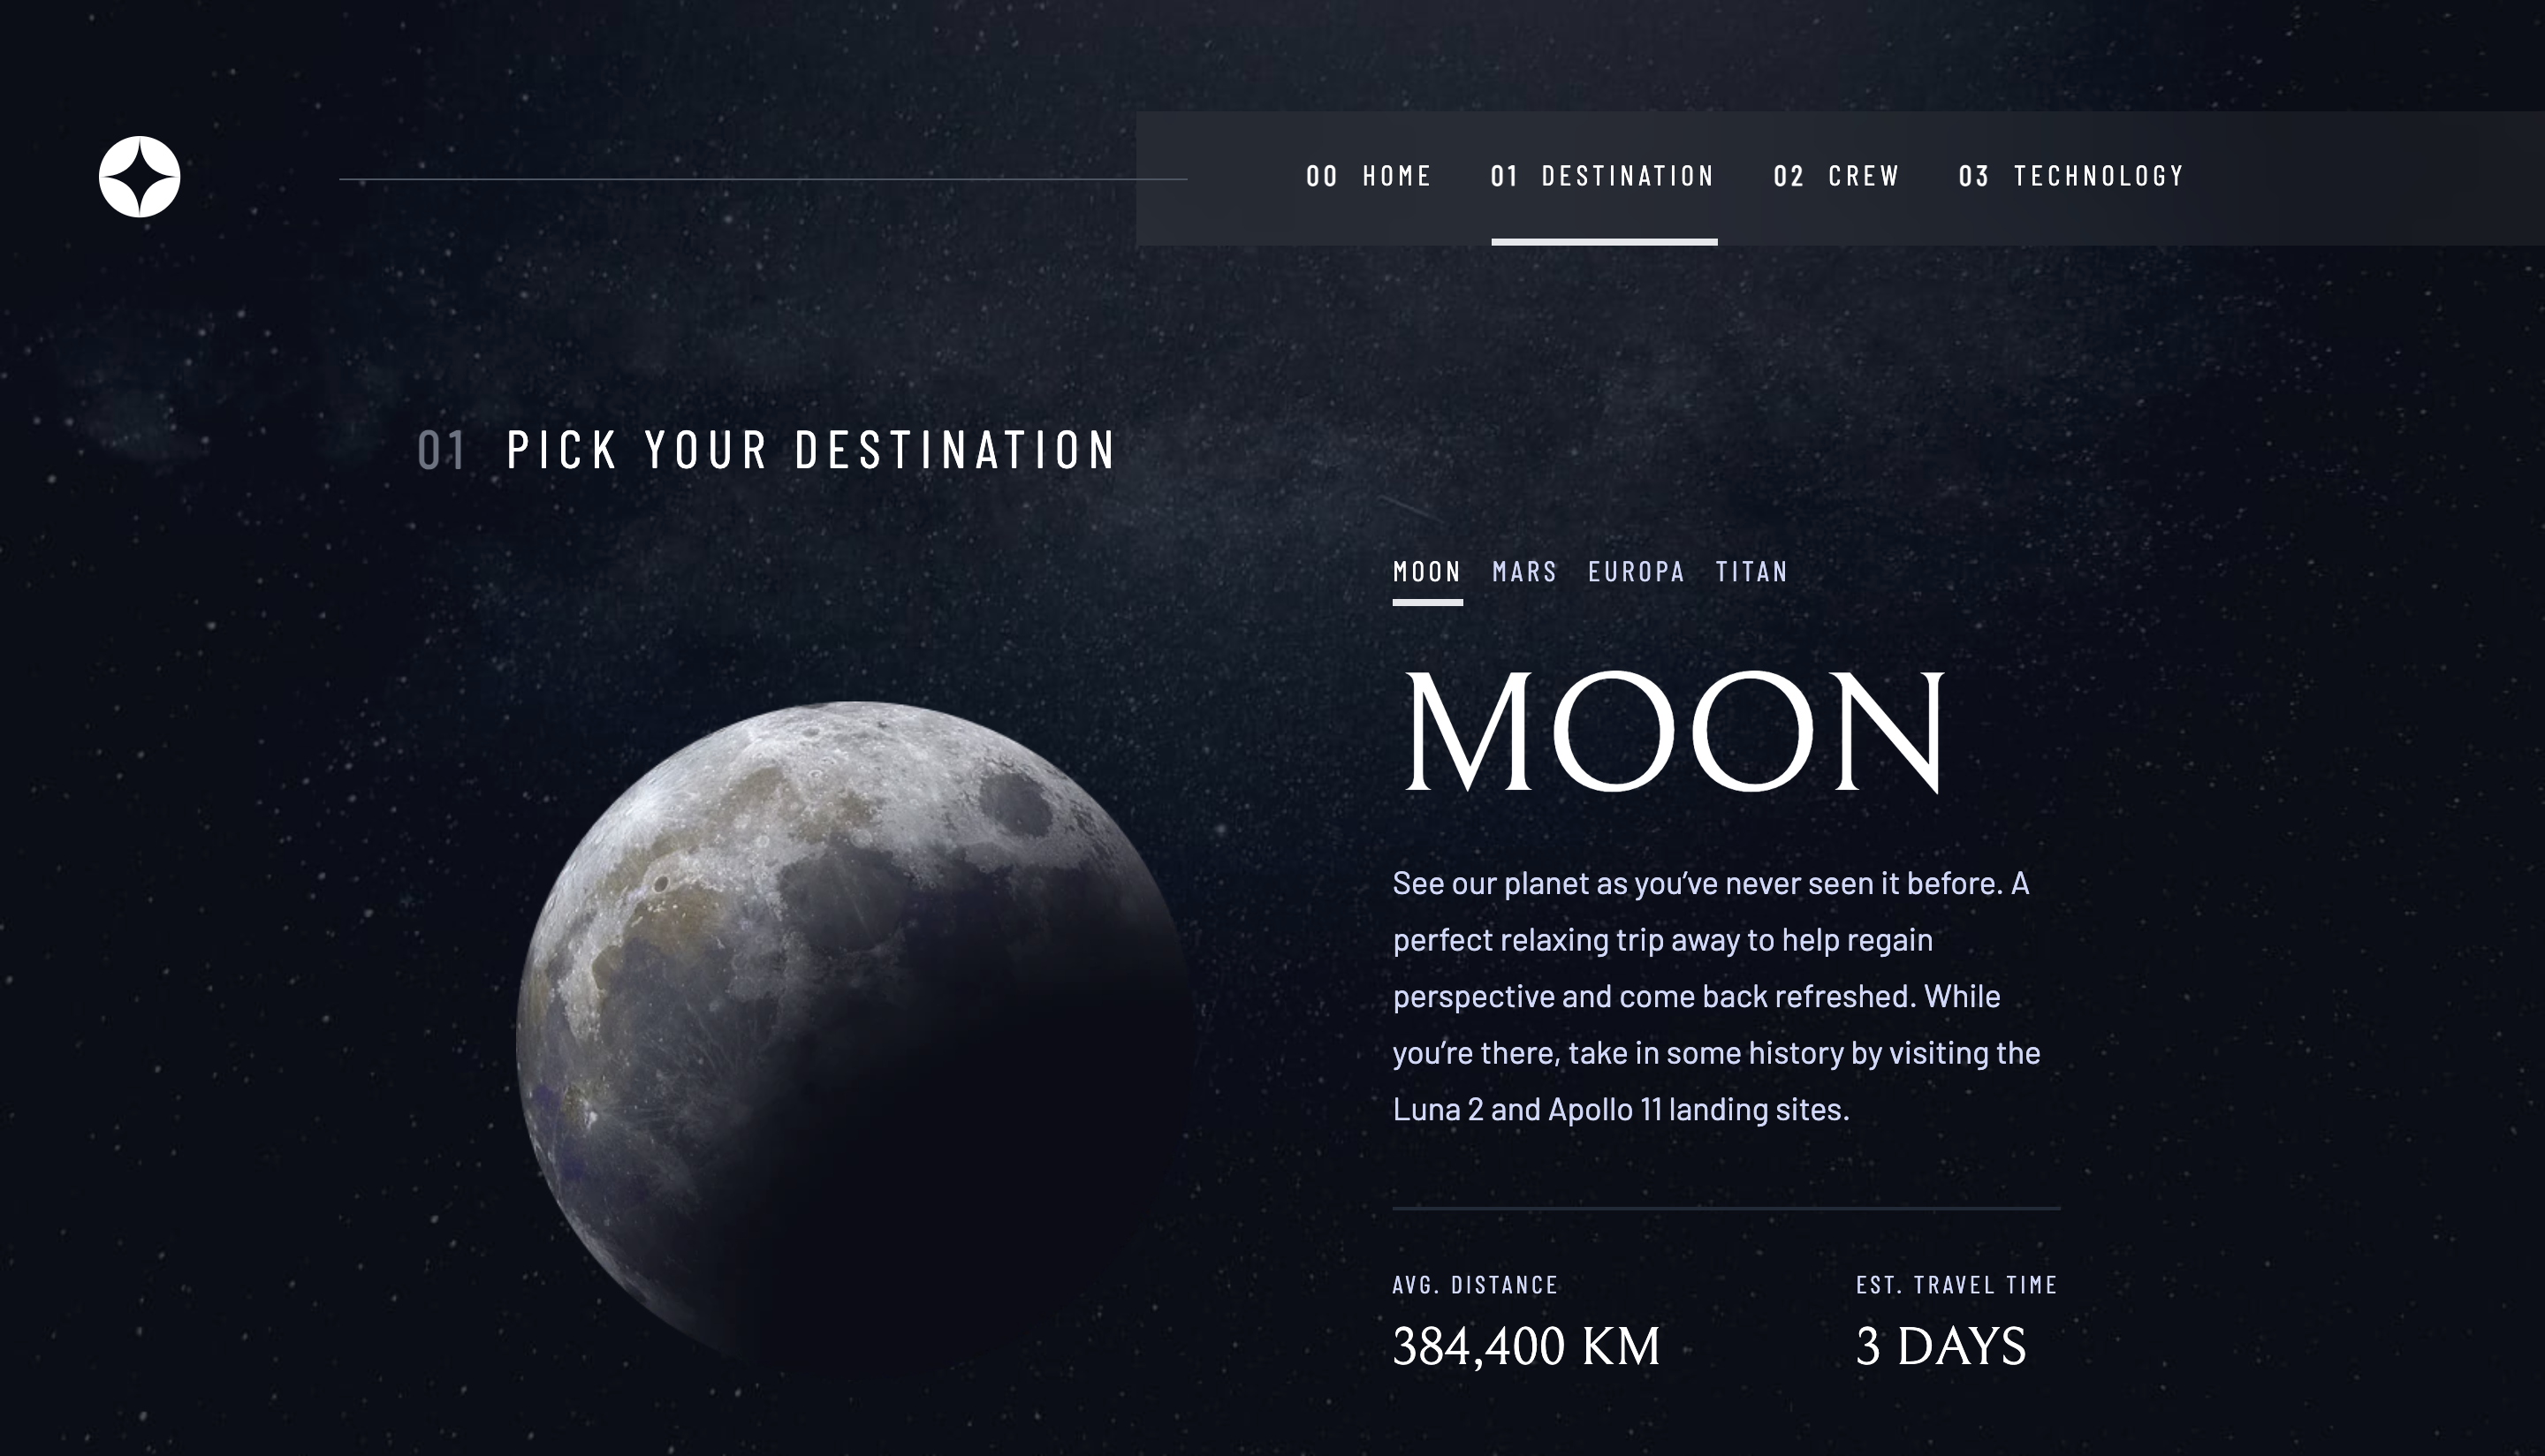 00 HOME 01 DESTINATION 02 CREW 03 TECHNOLOGY
01 PICK YOUR DESTINATION
MOON MARS EUROPA TITAN
MOON
See our planet as you’ve never seen it before. A
perfect relaxing trip away to help regain
perspective and come back refreshed. While
you’re there, take in some history by visiting the
Luna 2 and Apollo 11 landing sites.
AVG. DISTANCE
384,400 KM
EST. TRAVEL TIME
3 DAYS